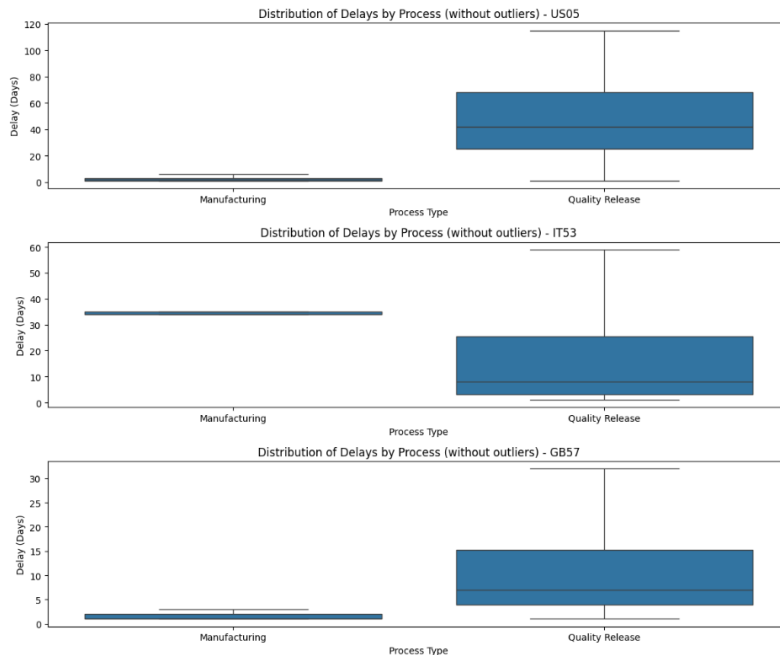 Distribution of Delays by Process (without outliers) - US05
120
100
80
60
40
20
0
Delay (Days)
Manufacturing
Quality Release
Process Type
Distribution of Delays by Process (without outliers) - IT53
60
50
40
30
20
10
0
Delay (Days)
Manufacturing
Quality Release
Process Type
Distribution of Delays by Process (without outliers) - GB57
30
25
20
15
10
5
0
Delay (Days)
Manufacturing
Quality Release
Process Type